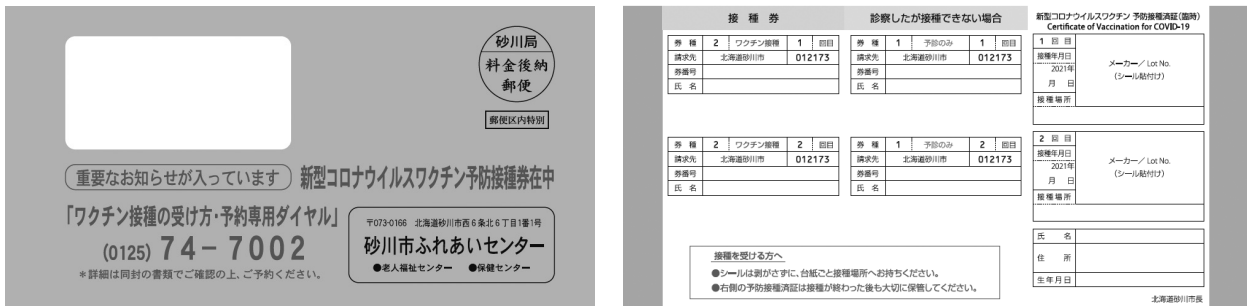 砂川局
料金後納
郵便
郵便区内特別
重要なお知らせが入っています 新型コロナウイルスワクチン予防接種券在中
「ワクチン接種の受け方・予約専用ダイヤル」
(0125) 74-7002
*詳細は同封の書類でご確認の上、ご予約ください。
〒073-0166 北海道砂川市西6条北6丁目1番1号
砂川市ふれあいセンター
●老人福祉センター ●保健センター
接種券
券種 2 ワクチン接種 1 回目
請求先 北海道砂川市 012173
券番号
氏名
券種 2 ワクチン接種 2 回目
請求先 北海道砂川市 012173
券番号
氏名
診察したが接種できない場合
券種 1 予診のみ 1 回目
請求先 北海道砂川市 012173
券番号
氏名
券種 1 予診のみ 2 回目
請求先 北海道砂川市 012173
券番号
氏名
接種を受ける方へ
●シールは剥がさずに、台紙ごと接種場所へお持ちください。
●右側の予防接種済証は接種が終わった後も大切に保管してください。
新型コロナウイルスワクチン 予防接種済証(臨時)
Certificate of Vaccination for COVID-19
1回目
接種年月日
2021年
月 日
メーカー/Lot No.
(シール貼付け)
接種場所
2回目
接種年月日
2021年
月 日
メーカー/Lot No.
(シール貼付け)
接種場所
氏名
住所
生年月日
北海道砂川市長